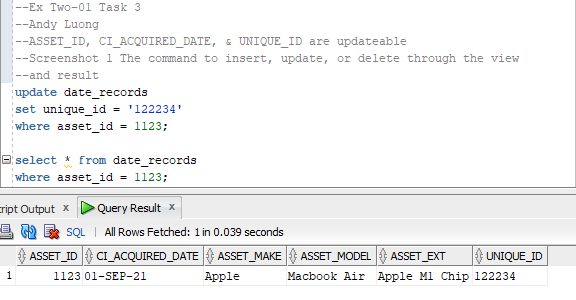 --Ex Two-01 Task 3
--Andy Luong
--ASSET_ID, CI_ACQUIRED_DATE, & UNIQUE_ID are updateable
--Screenshot 1 The command to insert, update, or delete through the view
--and result
update date_records
set unique_id = '122234'
where asset_id = 1123;
select * from date_records
where asset_id = 1123;
ript Output x Query Result x
SQL | All Rows Fetched: 1 in 0.039 seconds
ASSET_ID CI_ACQUIRED_DATE ASSET_MAKE ASSET_MODEL ASSET_EXT UNIQUE_ID
1 1123 01-SEP-21 Apple Macbook Air Apple M1 Chip 122234